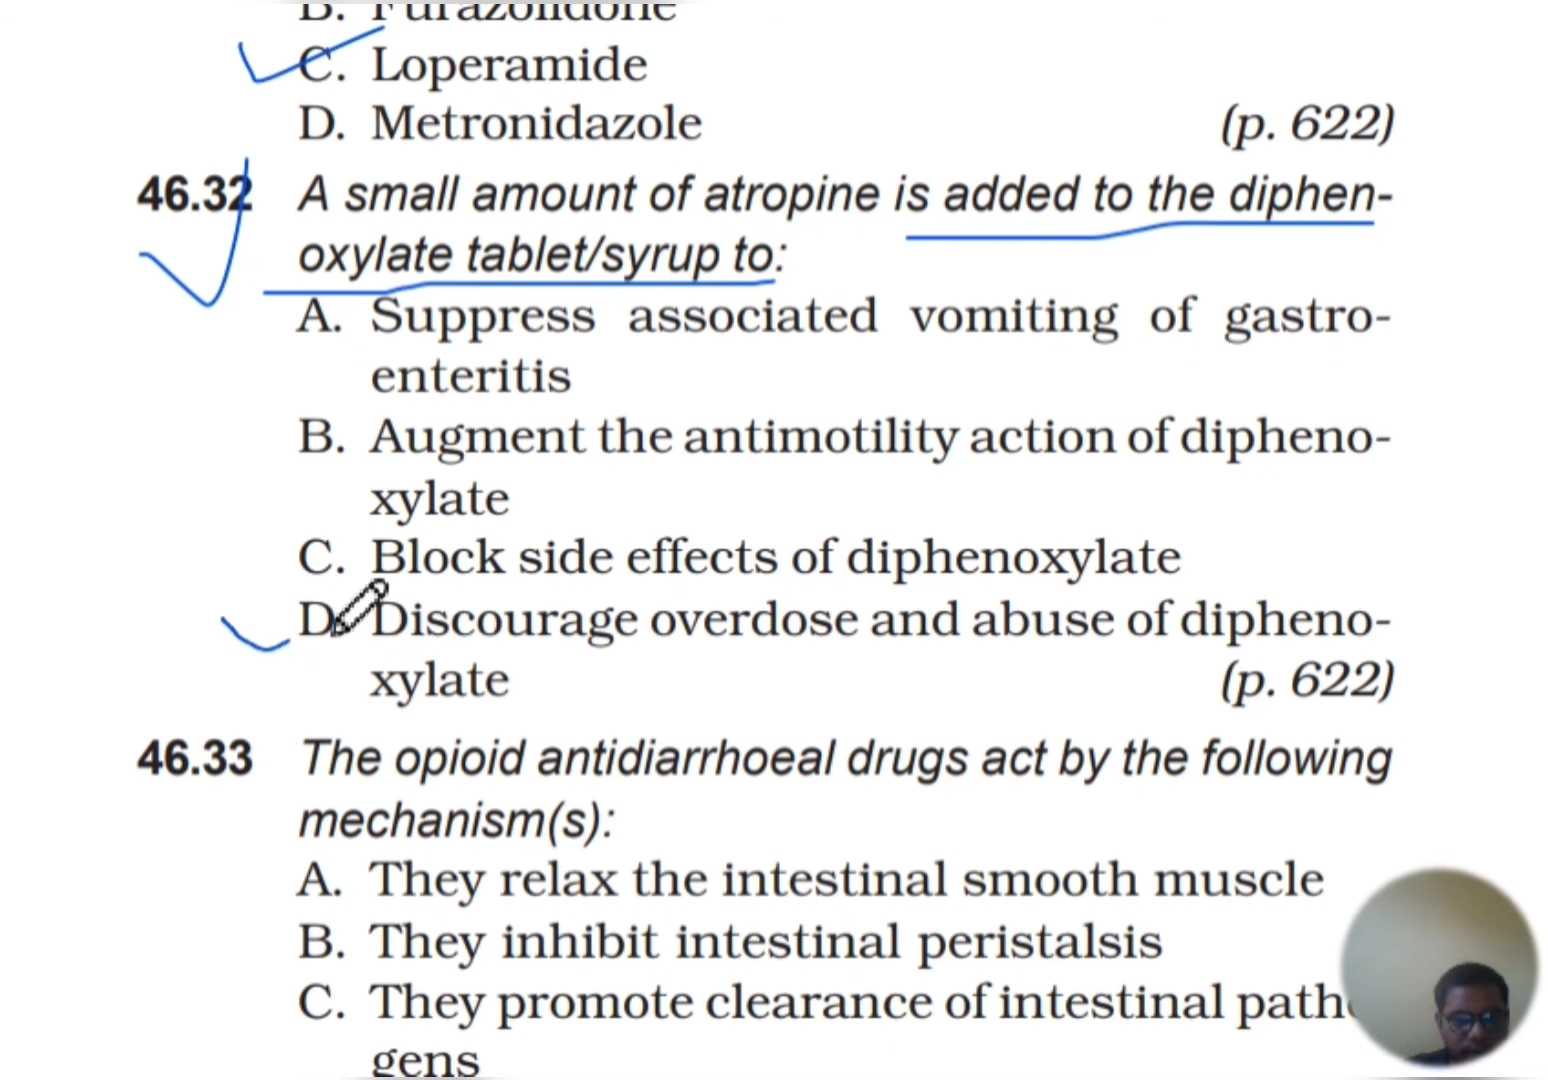 B. Furazolidone
C. Loperamide
D. Metronidazole (p. 622)
46.32 A small amount of atropine is added to the diphen-
oxylate tablet/syrup to:
A. Suppress associated vomiting of gastro-
enteritis
B. Augment the antimotility action of dipheno-
xylate
C. Block side effects of diphenoxylate
D. Discourage overdose and abuse of dipheno-
xylate (p. 622)
46.33 The opioid antidiarrhoeal drugs act by the following
mechanism(s):
A. They relax the intestinal smooth muscle
B. They inhibit intestinal peristalsis
C. They promote clearance of intestinal patho
gens